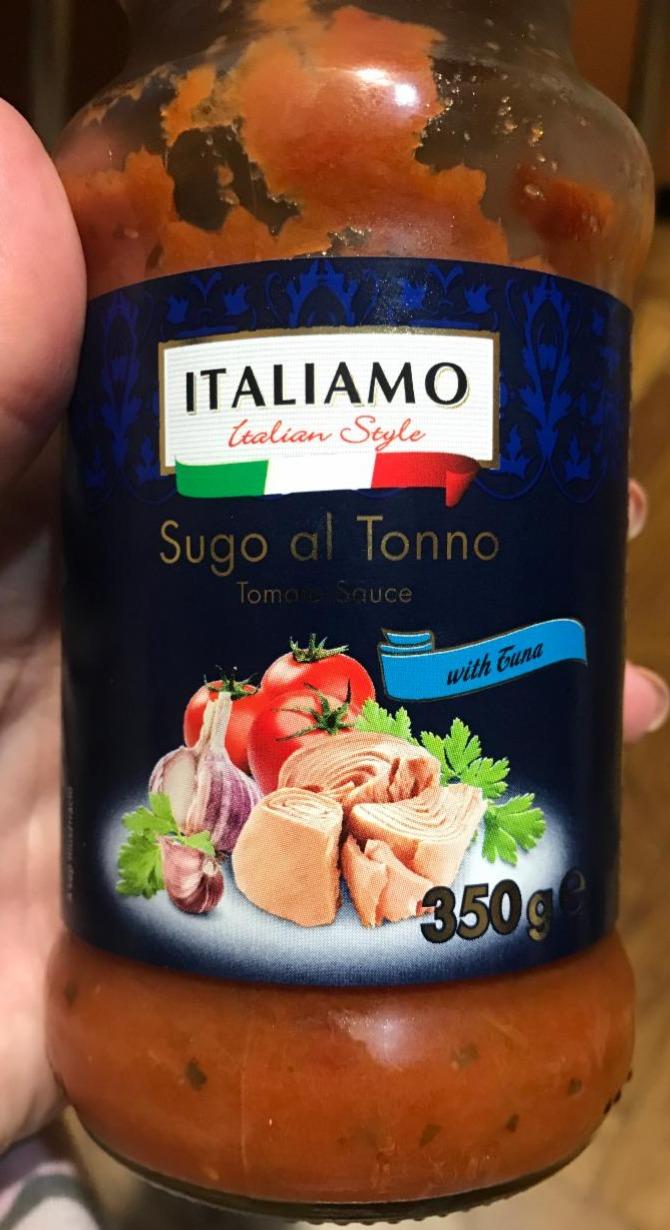 ITALIAMO
Italian Style
Sugo al Tonno
Tomato Sauce
with Tuna
350g e